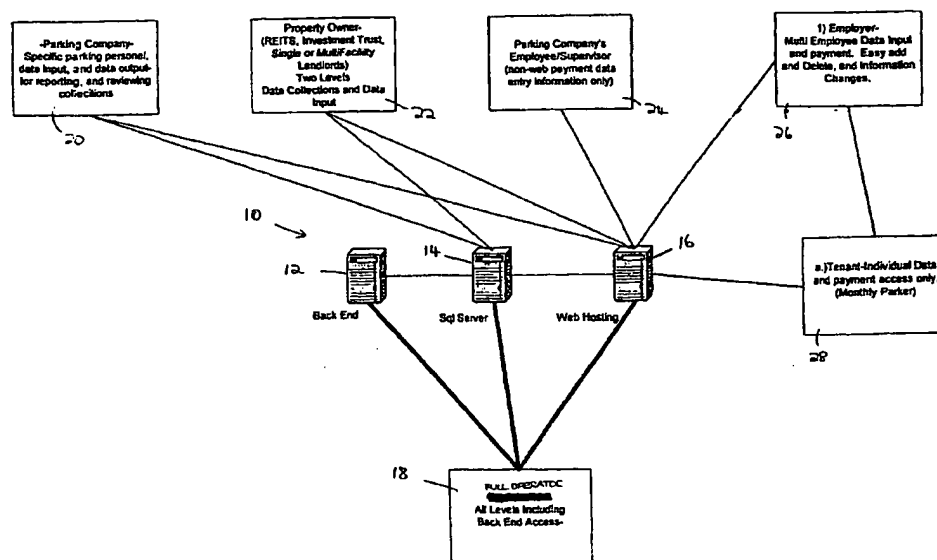 -Parking Company-
Specific parking personal,
data input, and data output-
for reporting, and reviewing
collections
20
Property Owner-
(REITS, Investment Trust,
Single or MultiFacility
Landlords)
Two Levels
Data Collections and Data
Input
22
Parking Company's
Employee/Supervisor
(non-web payment data
entry information only)
24
1) Employer-
Multi Employee Data Input
and payment. Easy add
and Delete, and Information
Changes.
26
10
12
Back End
14
Sql Server
16
Web Hosting
a.)Tenant-Individual Data
and payment access only.
(Monthly Parker)
28
18
FULL OPERATOR
All Levels Including
Back End Access-